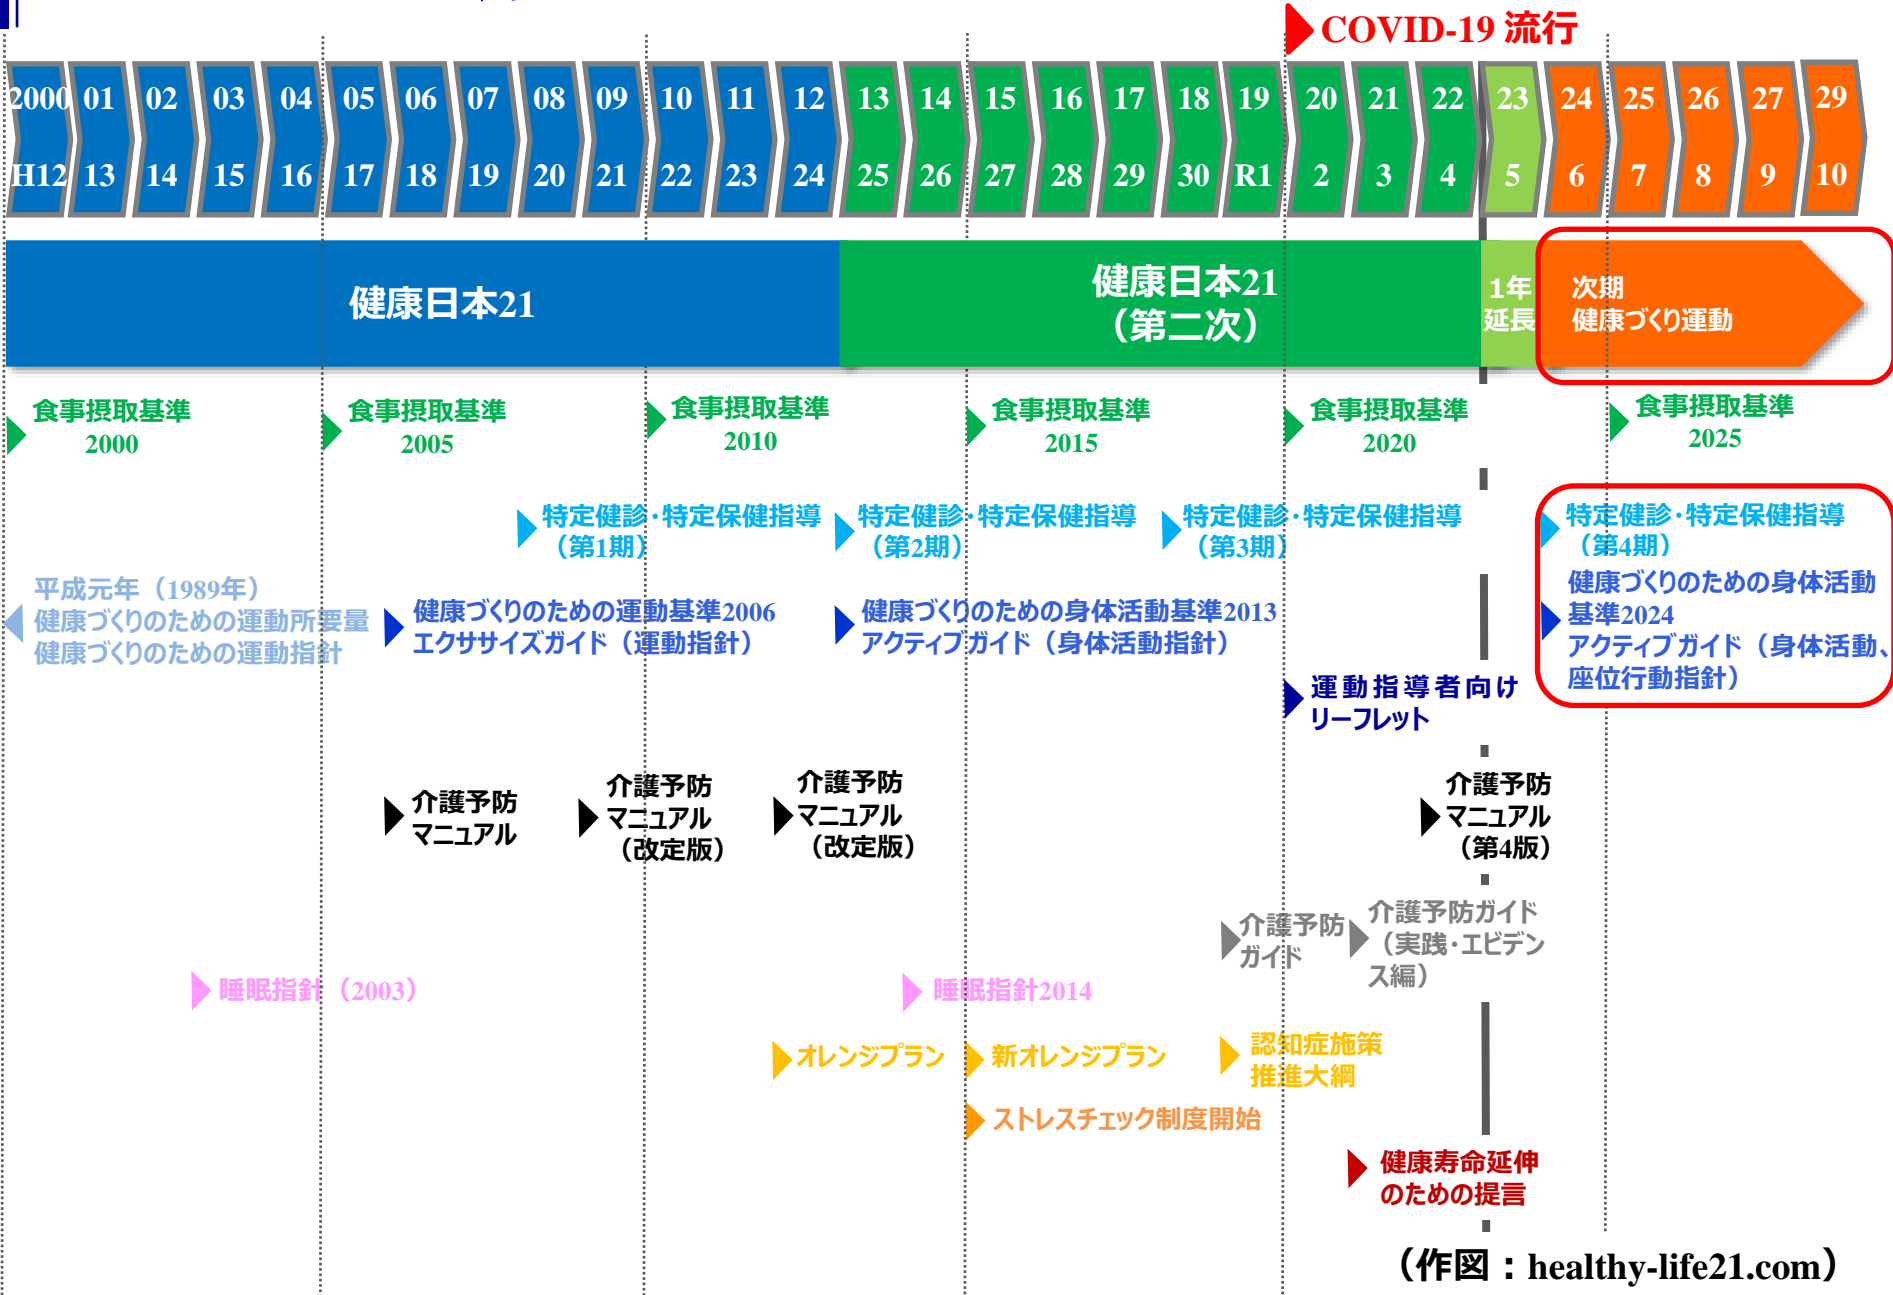 COVID-19 流行
2000 01 02 03 04 05 06 07 08 09 10 11 12 13 14 15 16 17 18 19 20 21 22 23 24 25 26 27 29
H12 13 14 15 16 17 18 19 20 21 22 23 24 25 26 27 28 29 30 R1 2 3 4 5 6 7 8 9 10
健康日本21
健康日本21
（第二次）
1年
延長
次期
健康づくり運動
食事摂取基準
2000
食事摂取基準
2005
食事摂取基準
2010
食事摂取基準
2015
食事摂取基準
2020
食事摂取基準
2025
特定健診・特定保健指導
（第1期）
特定健診・特定保健指導
（第2期）
特定健診・特定保健指導
（第3期）
特定健診・特定保健指導
（第4期）
平成元年（1989年）
健康づくりのための運動所要量
健康づくりのための運動指針
健康づくりのための運動基準2006
エクササイズガイド（運動指針）
健康づくりのための身体活動基準2013
アクティブガイド（身体活動指針）
健康づくりのための身体活動
基準2024
アクティブガイド（身体活動、
座位行動指針）
運動指導者向け
リーフレット
介護予防
マニュアル
介護予防
マニュアル
（改定版）
介護予防
マニュアル
（改定版）
介護予防
マニュアル
（第4版）
介護予防
ガイド
介護予防ガイド
（実践・エビデン
ス編）
睡眠指針（2003）
睡眠指針2014
オレンジプラン
新オレンジプラン
認知症施策
推進大綱
ストレスチェック制度開始
健康寿命延伸
のための提言
（作図：healthy-life21.com）